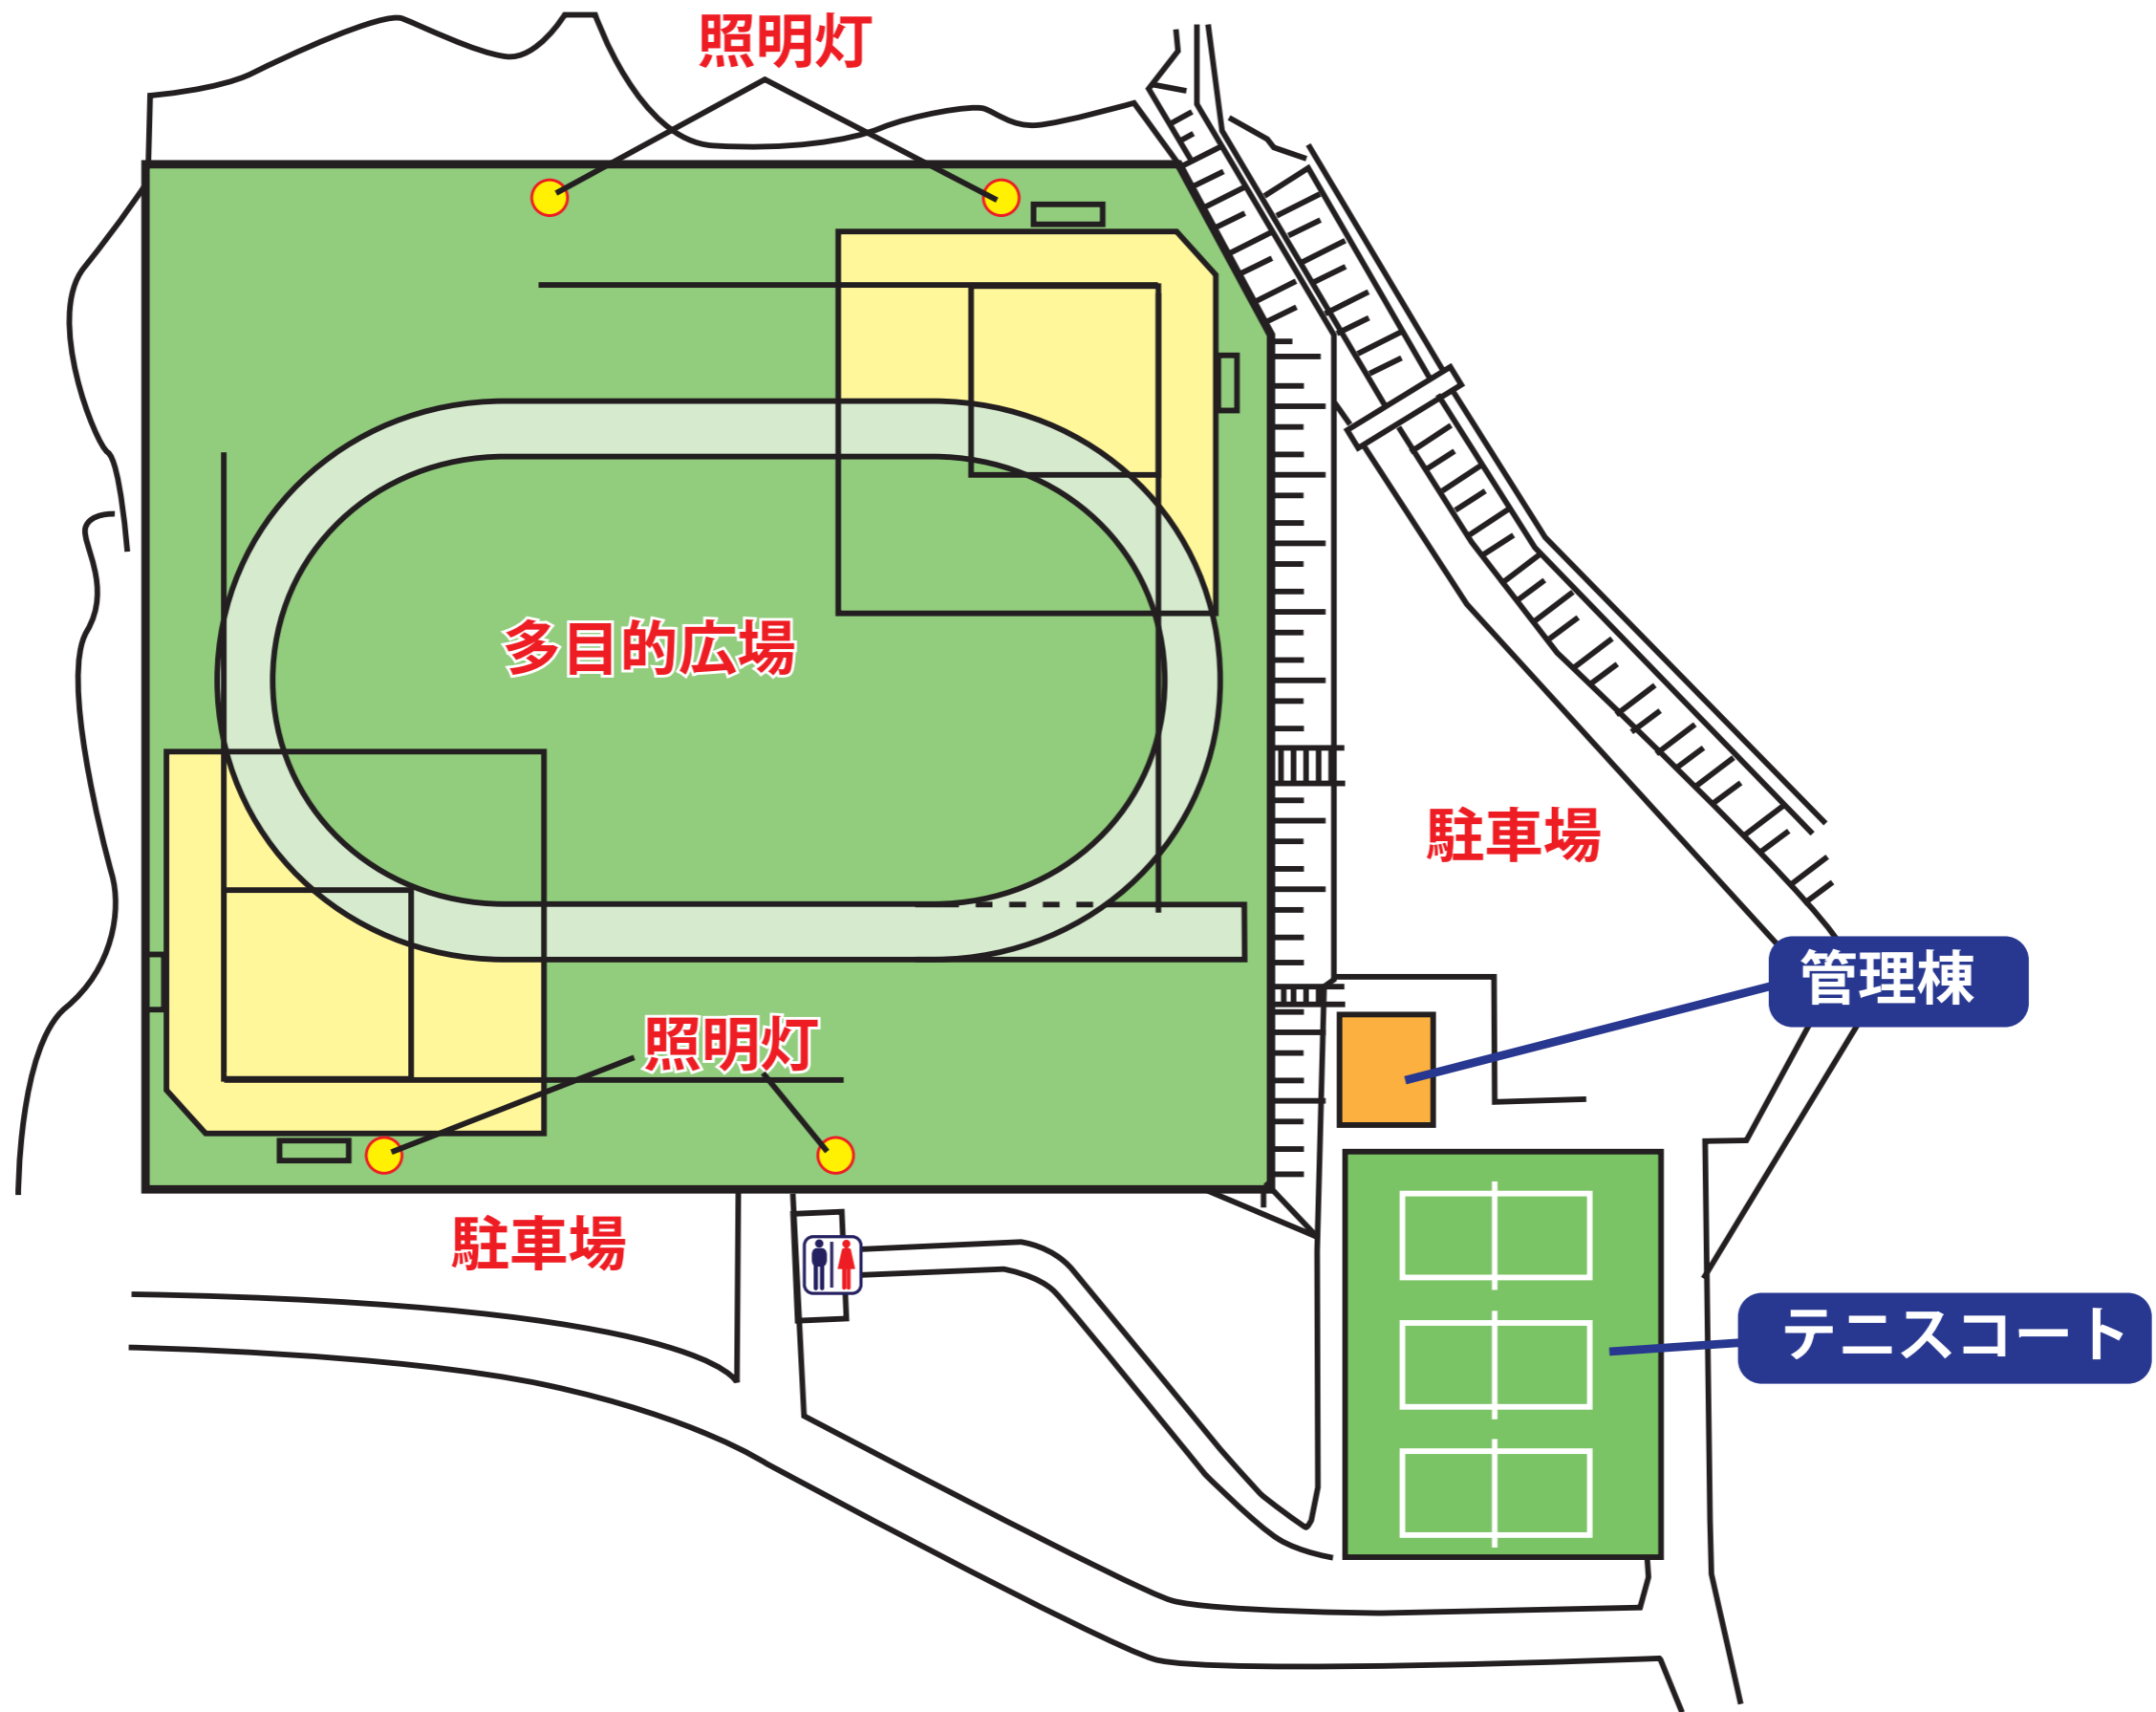 照明灯
多目的広場
駐車場
管理棟
照明灯
駐車場
テニスコート